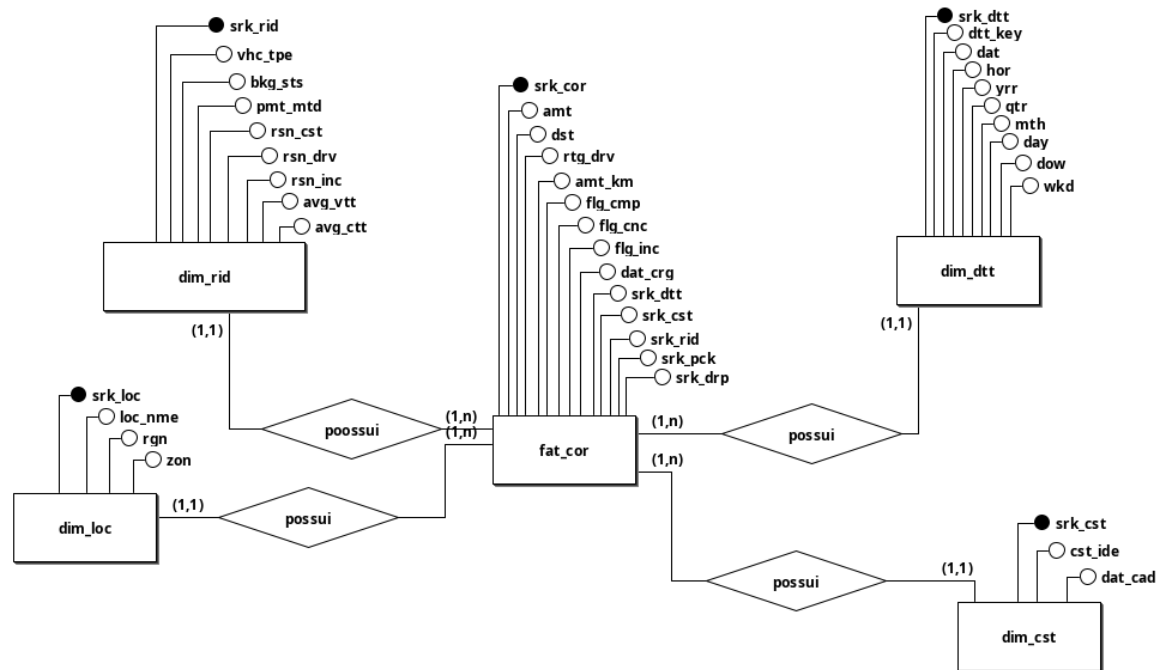 srk_rid
vhc_tpe
bkg_sts
pmt_mtd
rsn_cst
rsn_drv
rsn_inc
avg_vtt
avg_ctt
dim_rid
(1,1)
srk_cor
amt
dst
rtg_drv
amt_km
flg_cmp
flg_cnc
flg_inc
dat_crg
srk_dtt
srk_cst
srk_rid
srk_pck
srk_drp
fat_cor
srk_dtt
dtt_key
dat
hor
yrr
qtr
mth
day
dow
wkd
dim_dtt
(1,1)
poossui
(1,n)
(1,n)
(1,n)
possui
(1,n)
srk_loc
loc_nme
rgn
zon
dim_loc
(1,1)
possui
possui
(1,1)
srk_cst
cst_ide
dat_cad
dim_cst